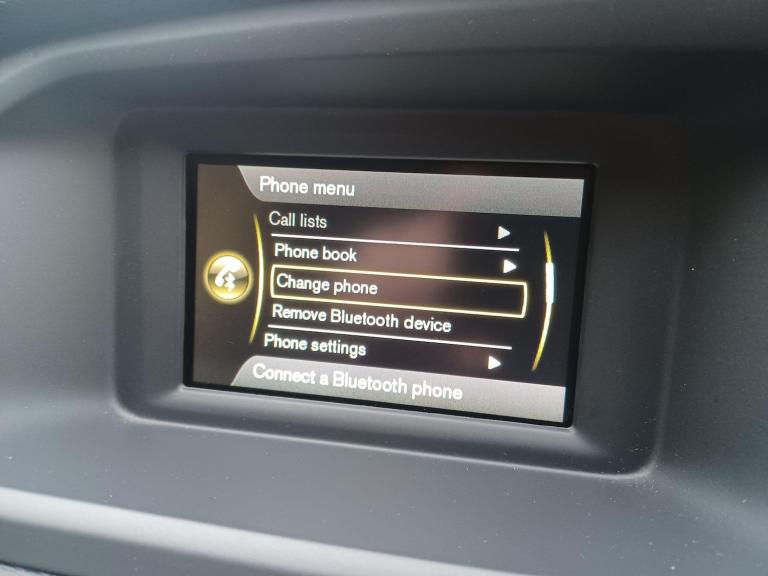 Phone menu
Call lists
Phone book
Change phone
Remove Bluetooth device
Phone settings
Connect a Bluetooth phone